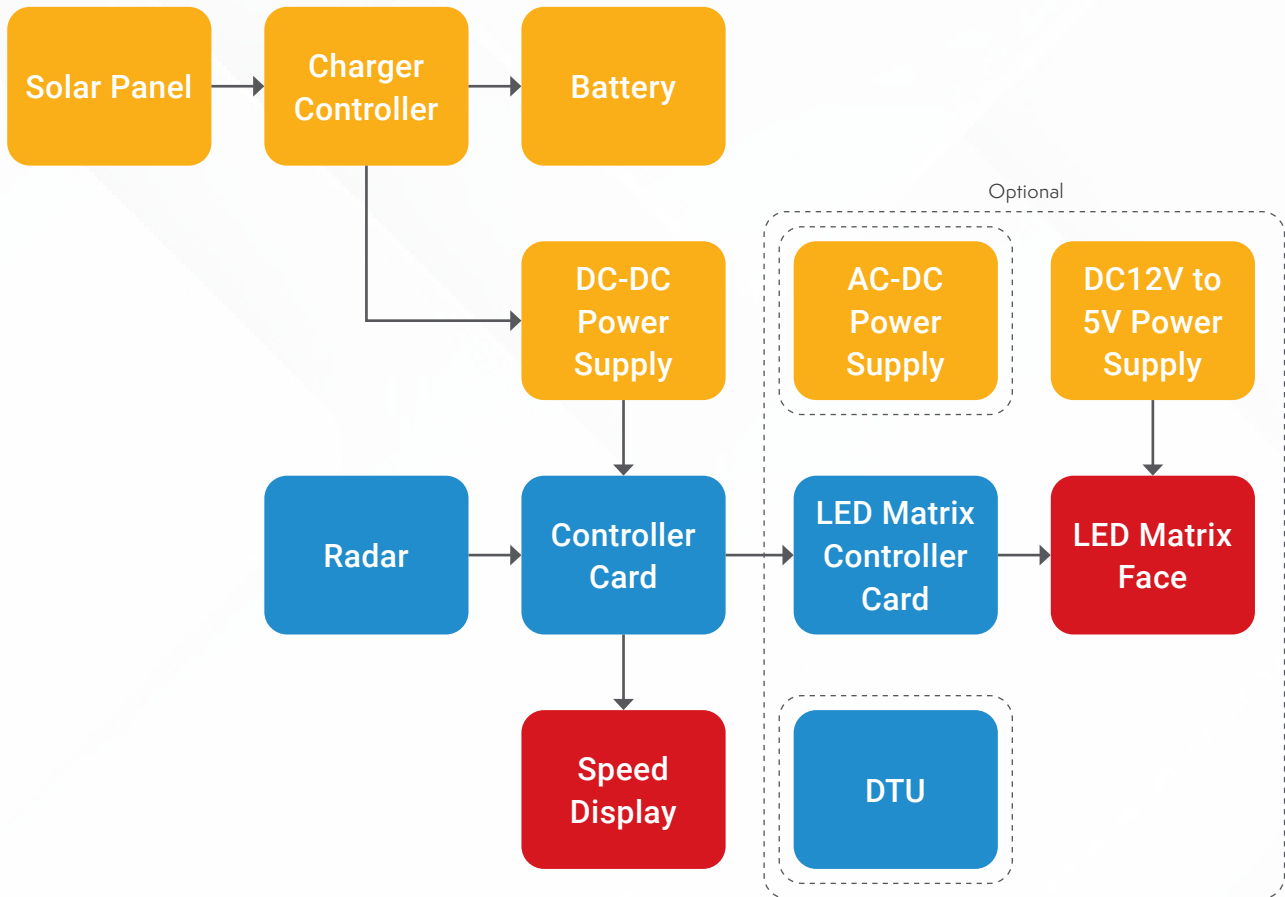 Solar Panel
Charger
Controller
Battery
Optional
DC-DC
Power
Supply
AC-DC
Power
Supply
DC12V to
5V Power
Supply
Radar
Controller
Card
LED Matrix
Controller
Card
LED Matrix
Face
Speed
Display
DTU